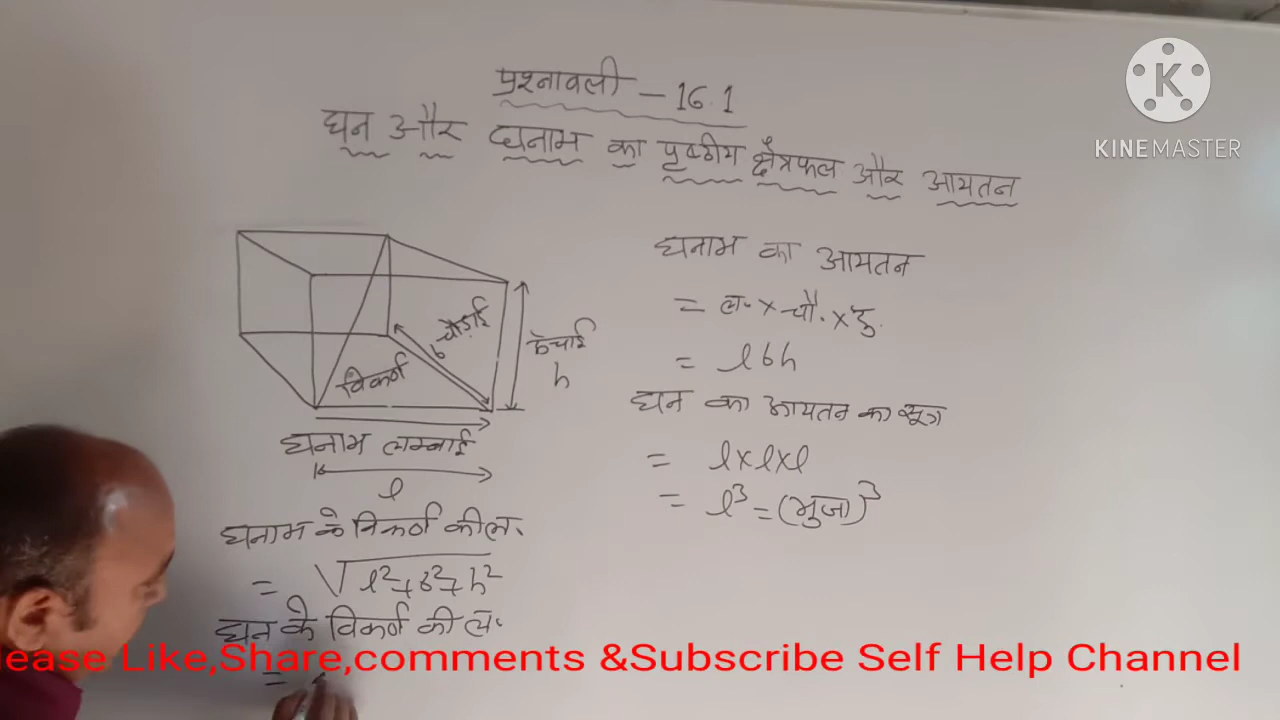 प्रश्नावली - 16.1
घन और घनाभ का पृष्ठीय क्षेत्रफल और आयतन
KINEMASTER
घनाभ का आयतन
= ल. × चौ. × ऊ.
= lbh
घन का आयतन का सूत्र
= l×l×l
= l³ = (भुजा)³
b चौड़ाई
ऊँचाई
h
विकर्ण
घनाभ लम्बाई
l
घनाभ के विकर्ण की ल.
= √l²+b²+h²
घन के विकर्ण की ल.
=
lease Like,Share,comments &Subscribe Self Help Channel